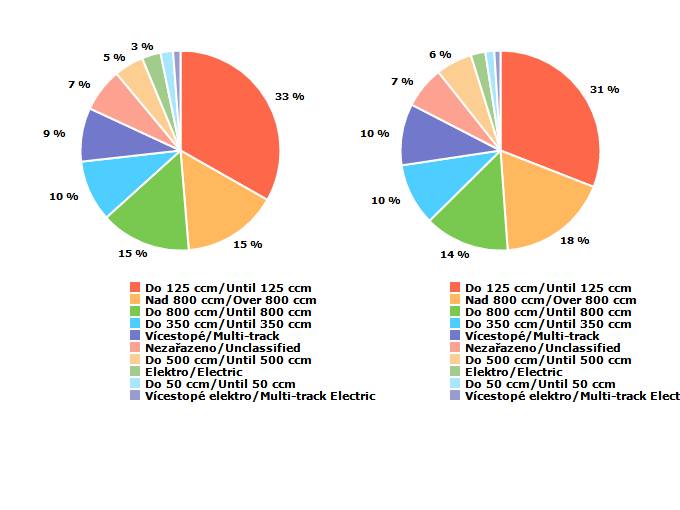 3 %
5 %
7 %
9 %
10 %
15 %
15 %
33 %
6 %
7 %
10 %
10 %
14 %
18 %
31 %
Do 125 ccm/Until 125 ccm
Nad 800 ccm/Over 800 ccm
Do 800 ccm/Until 800 ccm
Do 350 ccm/Until 350 ccm
Vícestopé/Multi-track
Nezařazeno/Unclassified
Do 500 ccm/Until 500 ccm
Elektro/Electric
Do 50 ccm/Until 50 ccm
Vícestopé elektro/Multi-track Electric
Do 125 ccm/Until 125 ccm
Nad 800 ccm/Over 800 ccm
Do 800 ccm/Until 800 ccm
Do 350 ccm/Until 350 ccm
Vícestopé/Multi-track
Nezařazeno/Unclassified
Do 500 ccm/Until 500 ccm
Elektro/Electric
Do 50 ccm/Until 50 ccm
Vícestopé elektro/Multi-track Elect